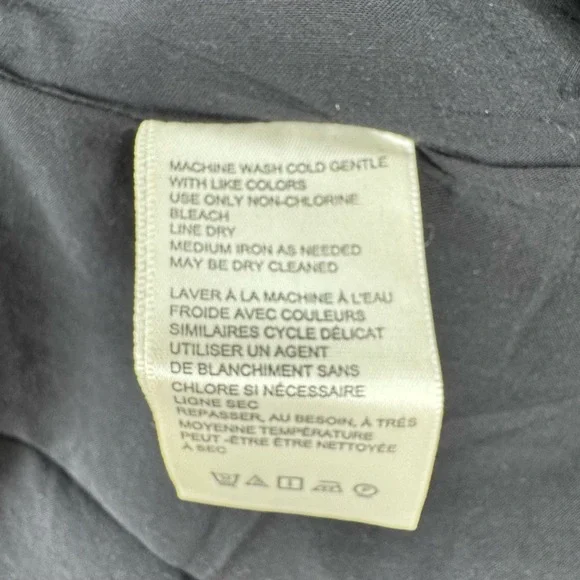 MACHINE WASH COLD GENTLE
WITH LIKE COLORS
USE ONLY NON-CHLORINE
BLEACH
LINE DRY
MEDIUM IRON AS NEEDED
MAY BE DRY CLEANED
LAVER À LA MACHINE À L'EAU
FROIDE AVEC COULEURS
SIMILAIRES CYCLE DÉLICAT
UTILISER UN AGENT
DE BLANCHIMENT SANS
CHLORE SI NÉCESSAIRE
LIGNE SEC
REPASSER, AU BESOIN, À TRÉS
MOYENNE TEMPÉRATURE
PEUT -ÊTRE ÊTRE NETTOYÉE
À SEC